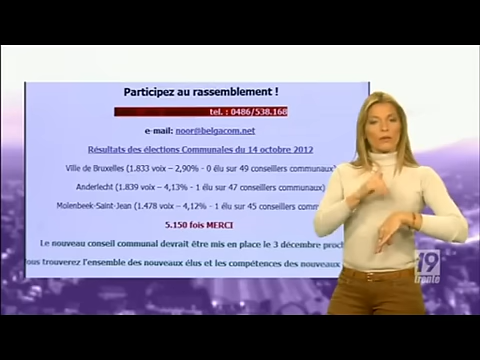 Participez au rassemblement !
tel. : 0486/538.168
e-mail: noor@belgacom.net
Résultats des élections Communales du 14 octobre 2012
Ville de Bruxelles (1.833 voix – 2,90% - 0 élu sur 49 conseillers communaux)
Anderlecht (1.839 voix – 4,13% - 1 élu sur 47 conseillers communaux)
Molenbeek-Saint-Jean (1.478 voix – 4,12% - 1 élu sur 45 conseillers comm
5.150 fois MERCI
Le nouveau conseil communal devrait être mis en place le 3 décembre proch
ous trouverez l'ensemble des nouveaux élus et les compétences des nouveaux
19
trente